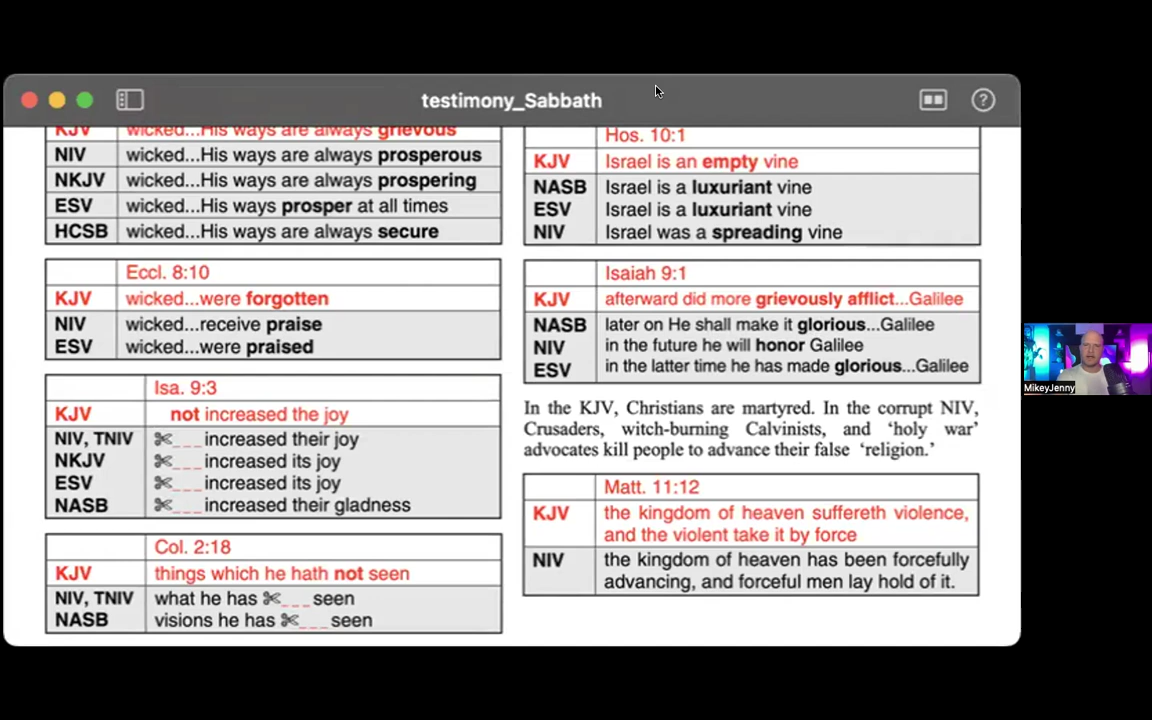 testimony_Sabbath
KJV wicked...His ways are always grievous
NIV wicked...His ways are always prosperous
NKJV wicked...His ways are always prospering
ESV wicked...His ways prosper at all times
HCSB wicked...His ways are always secure
Eccl. 8:10
KJV wicked...were forgotten
NIV wicked...receive praise
ESV wicked...were praised
Isa. 9:3
KJV not increased the joy
NIV, TNIV ✂___increased their joy
NKJV ✂___increased its joy
ESV ✂___increased its joy
NASB ✂___increased their gladness
Col. 2:18
KJV things which he hath not seen
NIV, TNIV what he has ✂___seen
NASB visions he has ✂___seen
Hos. 10:1
KJV Israel is an empty vine
NASB Israel is a luxuriant vine
ESV Israel is a luxuriant vine
NIV Israel was a spreading vine
Isaiah 9:1
KJV afterward did more grievously afflict...Galilee
NASB later on He shall make it glorious...Galilee
NIV in the future he will honor Galilee
ESV in the latter time he has made glorious...Galilee
In the KJV, Christians are martyred. In the corrupt NIV,
Crusaders, witch-burning Calvinists, and ‘holy war’
advocates kill people to advance their false ‘religion.’
Matt. 11:12
KJV the kingdom of heaven suffereth violence,
and the violent take it by force
NIV the kingdom of heaven has been forcefully
advancing, and forceful men lay hold of it.
MikeyJenny